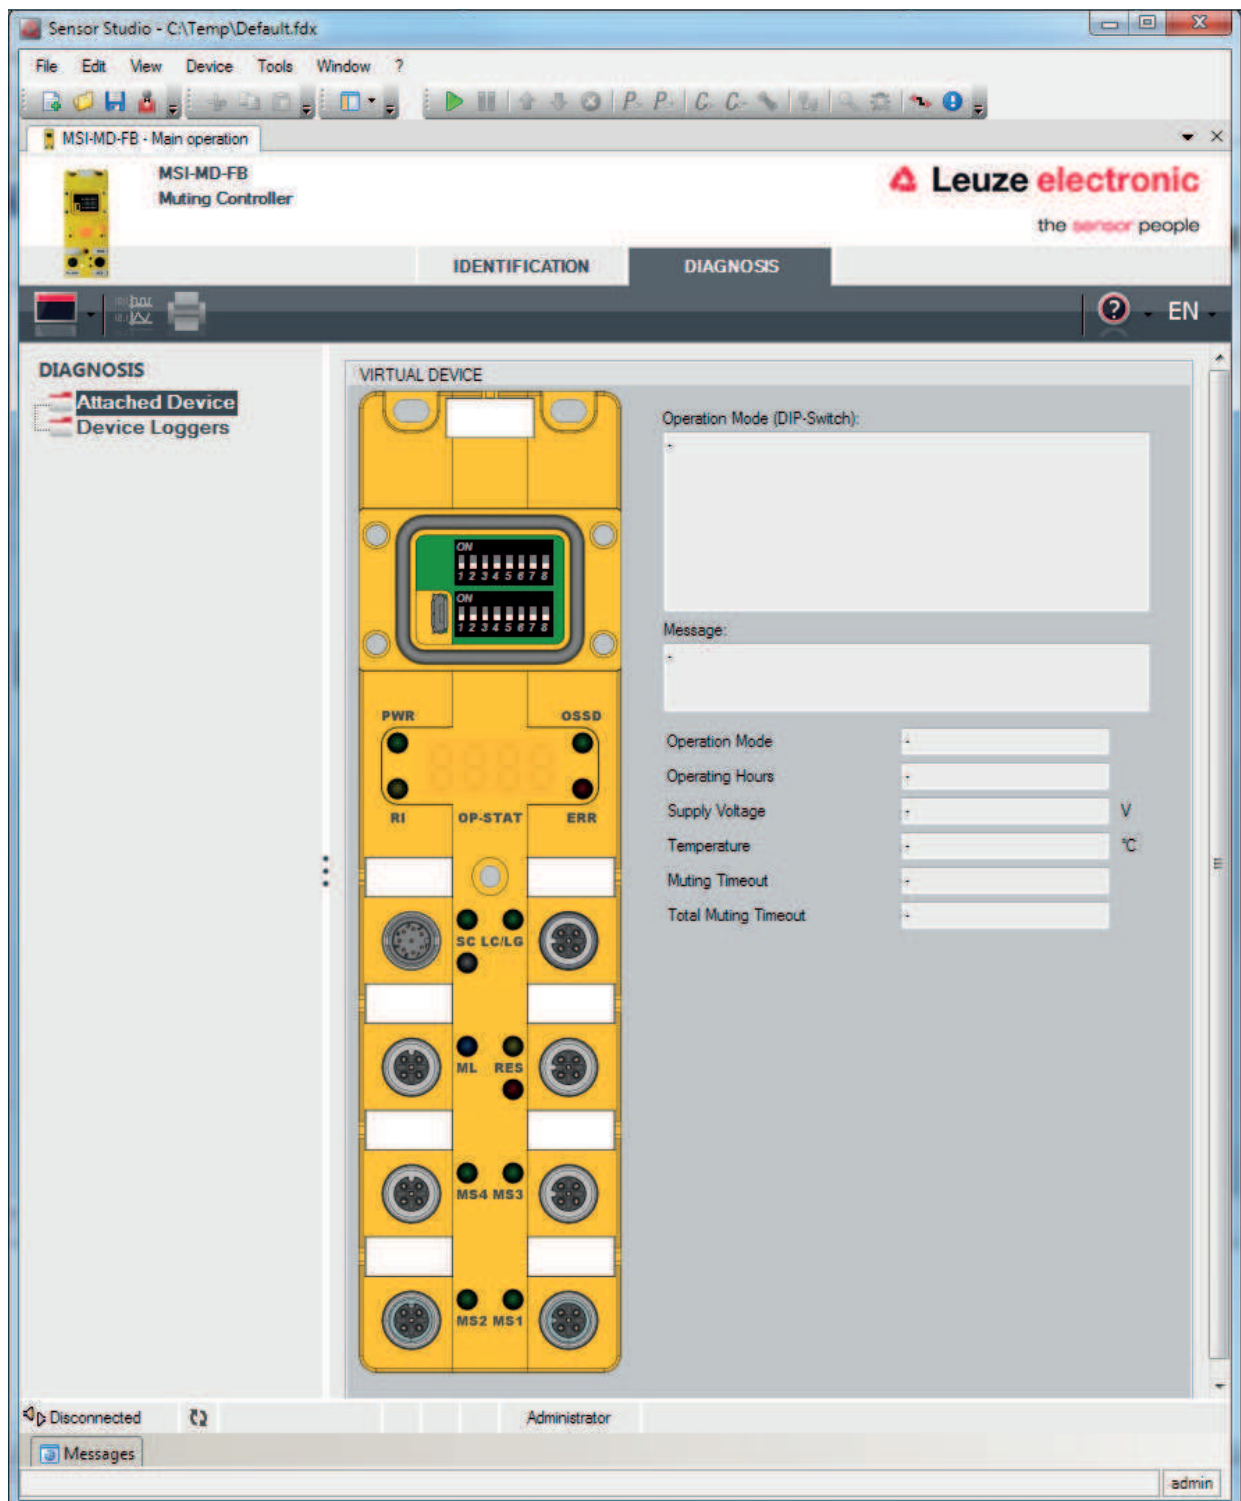 Sensor Studio - C:\Temp\Default.fdx
File Edit View Device Tools Window ?
P P C C
MSI-MD-FB - Main operation
MSI-MD-FB
Muting Controller
Leuze electronic
the sensor people
IDENTIFICATION DIAGNOSIS
? EN
DIAGNOSIS
Attached Device
Device Loggers
VIRTUAL DEVICE
Operation Mode (DIP-Switch):
-
ON
1 2 3 4 5 6 7 8
ON
1 2 3 4 5 6 7 8
Message:
-
PWR OSSD
RI OP-STAT ERR
Operation Mode -
Operating Hours -
Supply Voltage - V
Temperature - °C
Muting Timeout -
Total Muting Timeout -
SC LC/LG
ML RES
MS4 MS3
MS2 MS1
Disconnected Administrator
Messages
admin